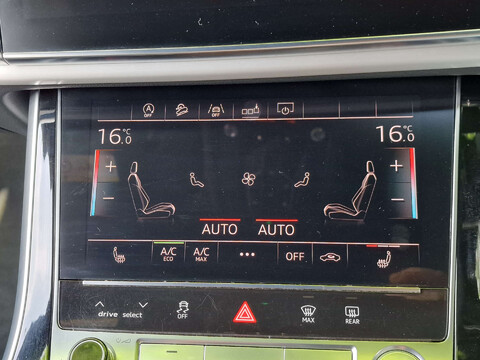 A OFF
OFF
16.0 °C
16.0 °C
+
+
−
−
AUTO AUTO
A/C ECO
A/C MAX
OFF
drive select
OFF
MAX
REAR